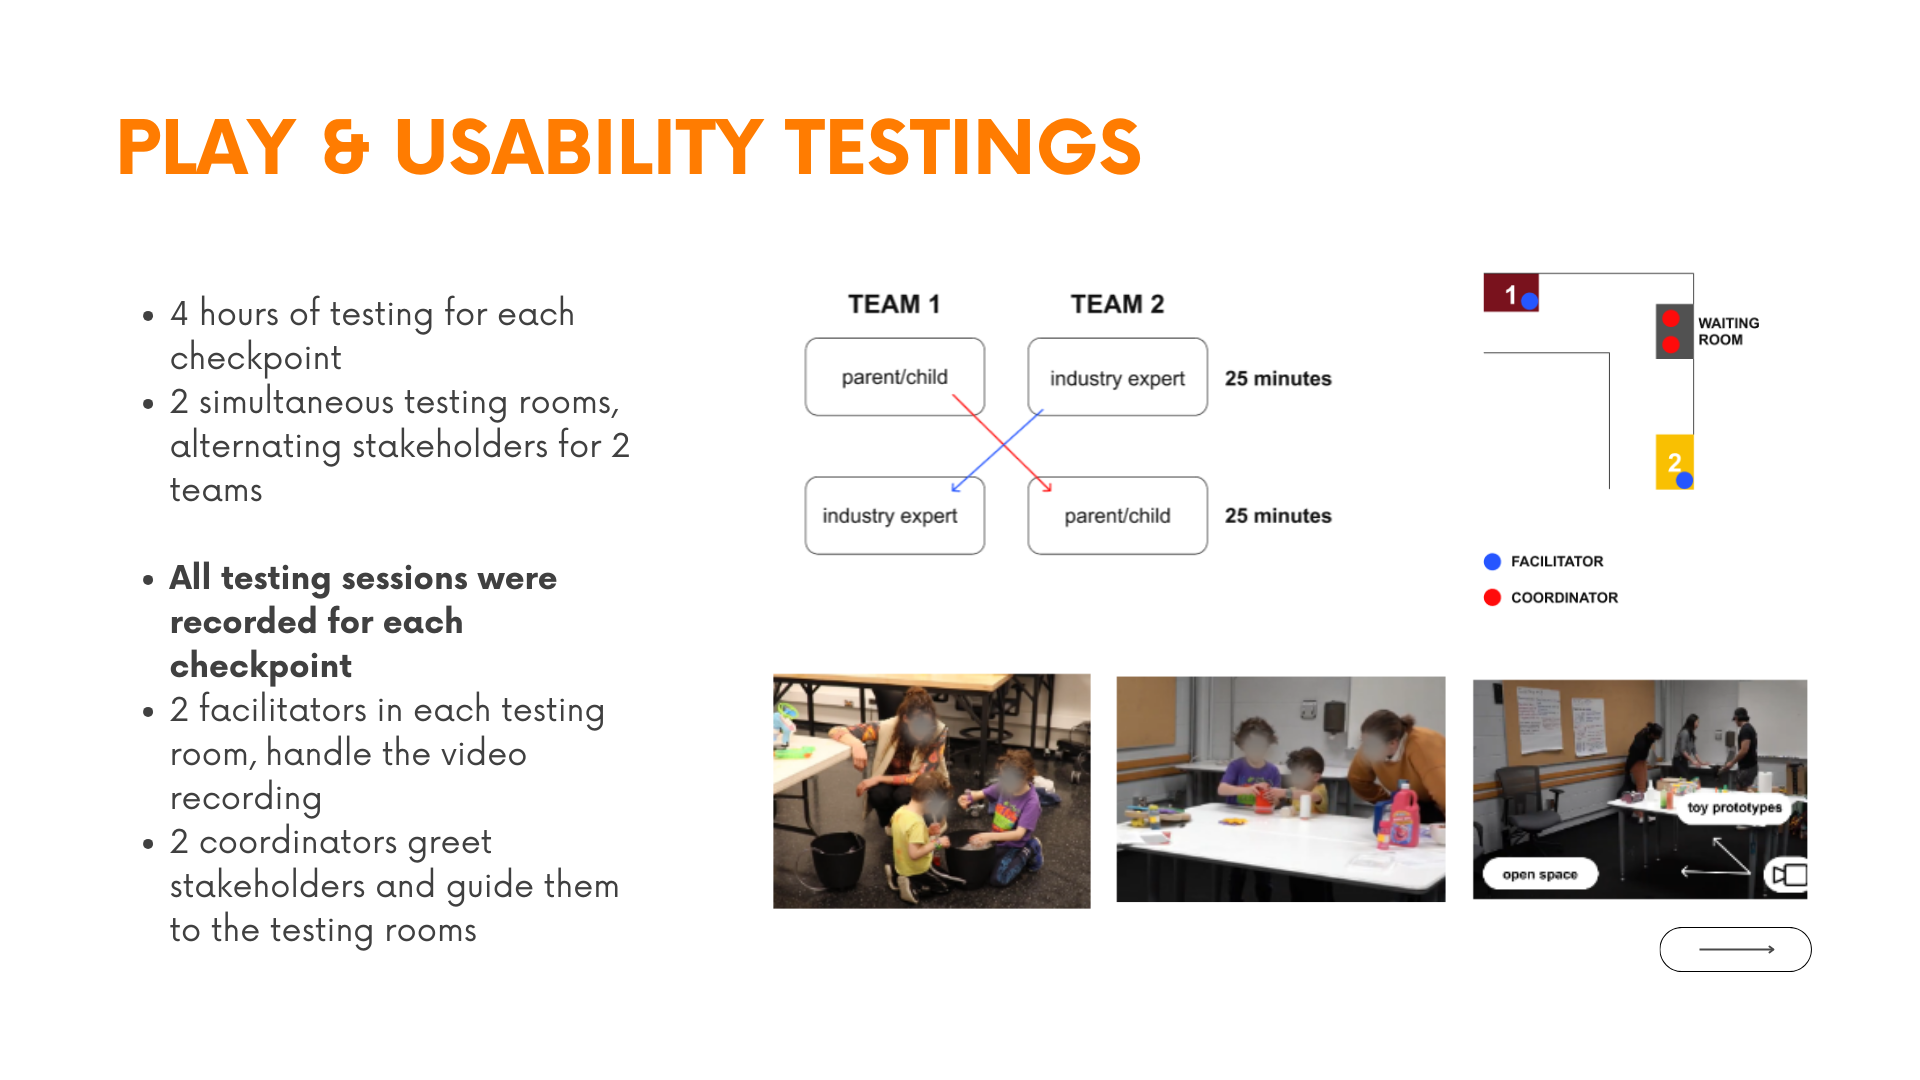 PLAY & USABILITY TESTINGS
• 4 hours of testing for each
checkpoint
• 2 simultaneous testing rooms,
alternating stakeholders for 2
teams
• All testing sessions were
recorded for each
checkpoint
• 2 facilitators in each testing
room, handle the video
recording
• 2 coordinators greet
stakeholders and guide them
to the testing rooms
TEAM 1
TEAM 2
parent/child
industry expert
25 minutes
industry expert
parent/child
25 minutes
1
WAITING
ROOM
2
FACILITATOR
COORDINATOR
toy prototypes
open space